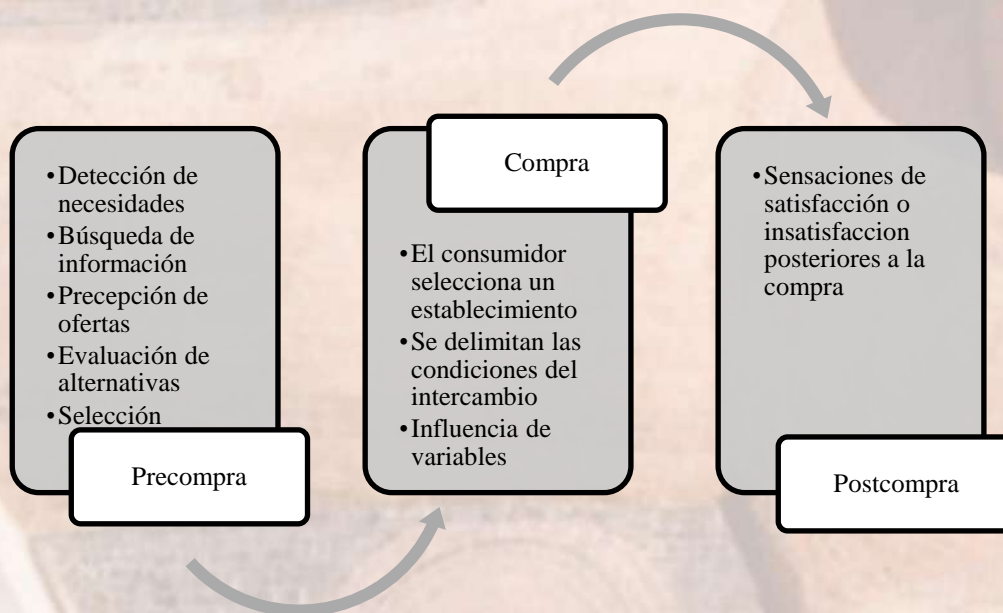 •Detección de
necesidades
•Búsqueda de
información
•Precepción de
ofertas
•Evaluación de
alternativas
•Selección
Precompra
Compra
•El consumidor
selecciona un
establecimiento
•Se delimitan las
condiciones del
intercambio
•Influencia de
variables
•Sensaciones de
satisfacción o
insatisfaccion
posteriores a la
compra
Postcompra